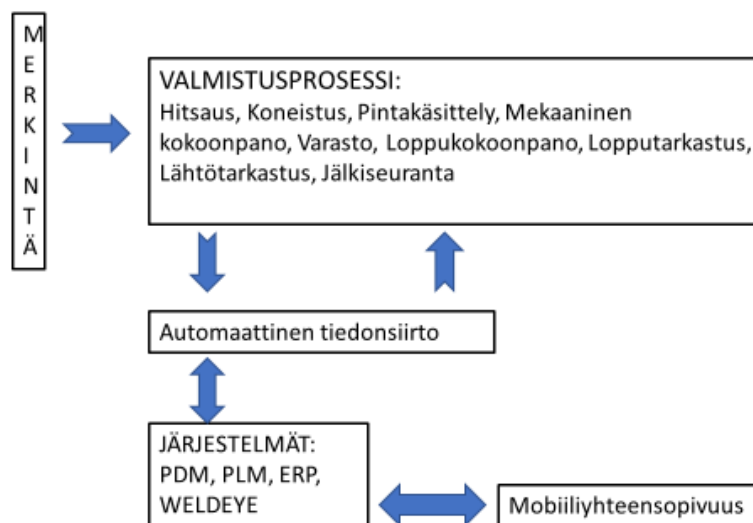 MERKINTÄ
VALMISTUSPROSESSI:
Hitsaus, Koneistus, Pintakäsittely, Mekaaninen
kokoonpano, Varasto, Loppukokoonpano, Lopputarkastus,
Lähtötarkastus, Jälkiseuranta
Automaattinen tiedonsiirto
JÄRJESTELMÄT:
PDM, PLM, ERP,
WELDEYE
Mobiiliyhteensopivuus